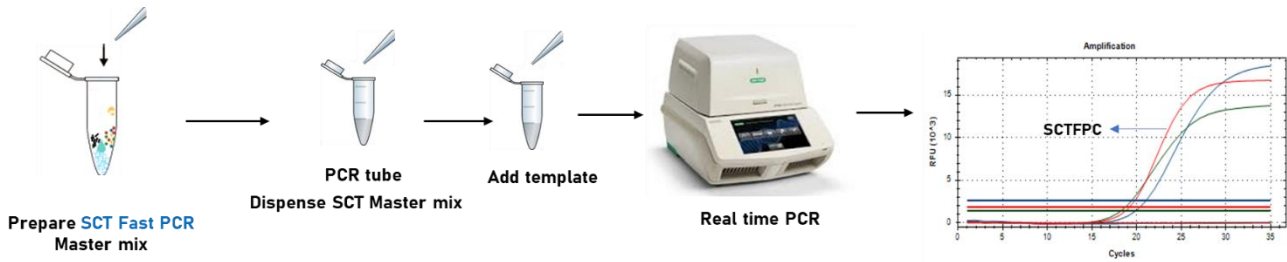 Prepare SCT Fast PCR
Master mix
PCR tube
Dispense SCT Master mix
Add template
Real time PCR
Amplification
SCTFPC
RFU (10^3)
15
10
5
0
0
5
10
15
20
25
30
35
Cycles